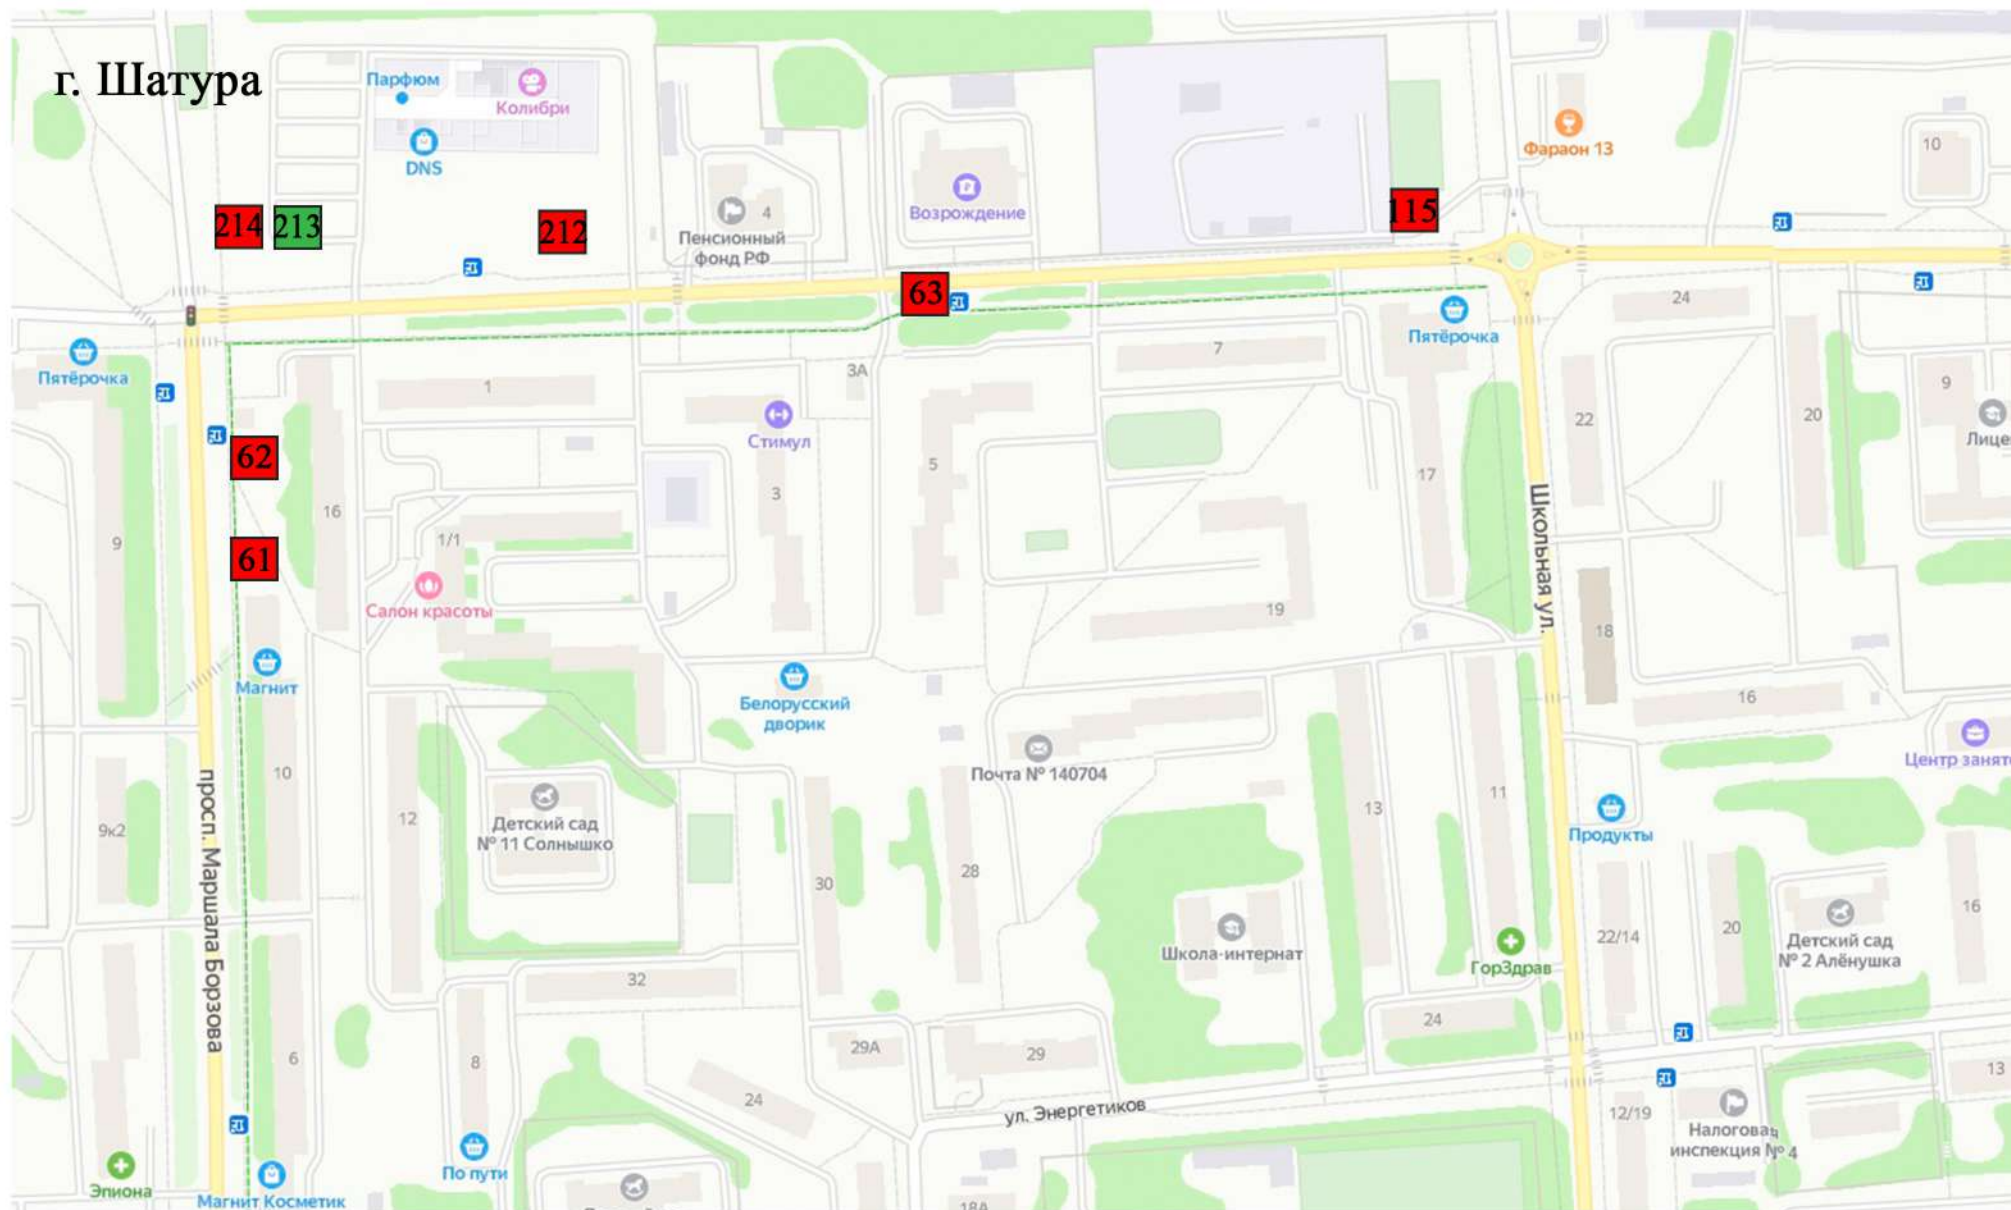 г. Шатура
Парфюм
Колибри
DNS
Фараон 13
10
214
213
212
4
Пенсионный
фонд РФ
Возрождение
115
63
24
Пятёрочка
Пятёрочка
1
3А
7
9
Стимул
22
20
Лице
62
5
17
16
3
Школьная ул.
9
61
1/1
Салон красоты
19
18
Магнит
Белорусский
дворик
16
Почта № 140704
Центр занят
просп. Маршала Борзова
10
9к2
12
Детский сад
№ 11 Солнышко
13
11
Продукты
30
28
Школа-интернат
ГорЗдрав
22/14
20
Детский сад
№ 2 Алёнушка
16
32
24
6
8
29А
29
13
24
ул. Энергетиков
12/19
Налоговая
инспекция № 4
Эпиона
Магнит Косметик
По пути
18А